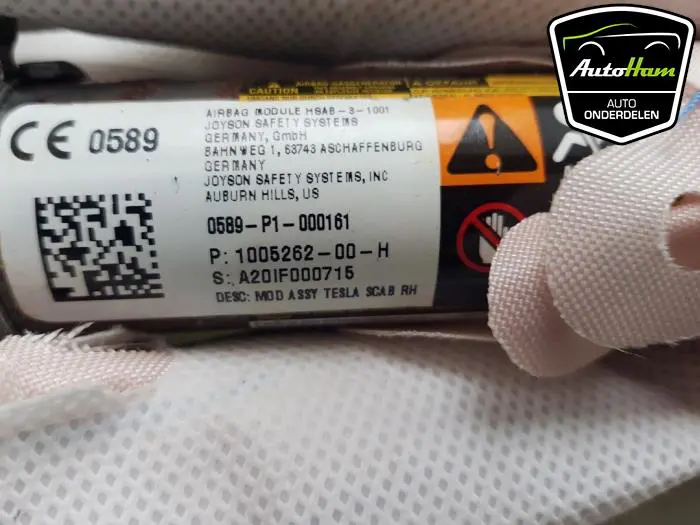 AutoHam
AUTO
ONDERDELEN
CAUTION
CE 0589
AIRBAG MODULE HSAB-3-1001
JOYSON SAFETY SYSTEMS
GERMANY, GmbH
BAHNWEG 1, 63743 ASCHAFFENBURG
GERMANY
JOYSON SAFETY SYSTEMS, INC
AUBURN HILLS, US
0589-P1-000161
P: 1005262-00-H
S: A20IF000715
DESC: MOD ASSY TESLA SCAB RH